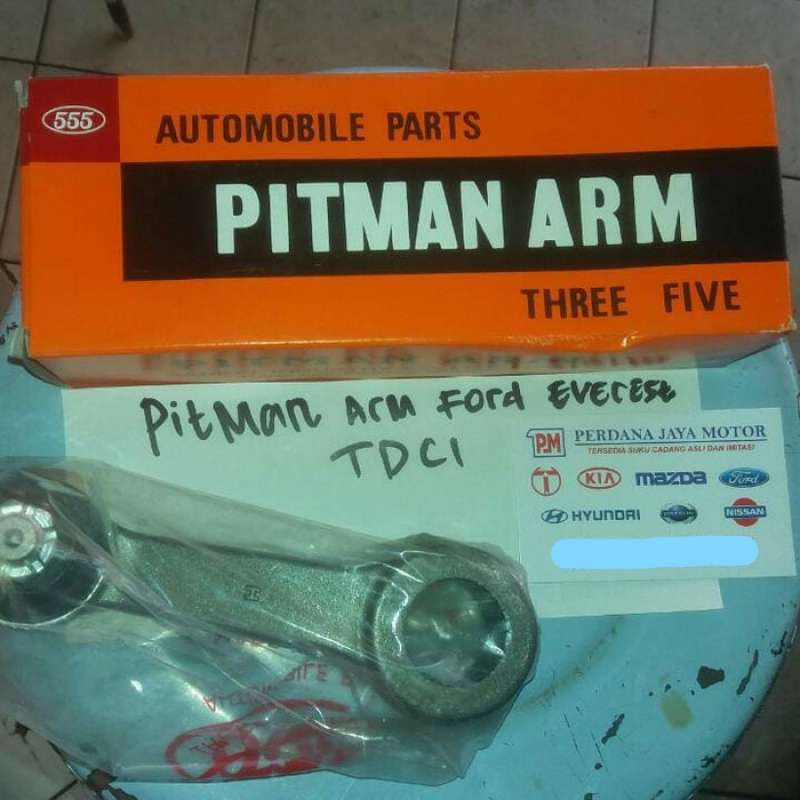 555
AUTOMOBILE PARTS
PITMAN ARM
THREE FIVE
PitMan Arm Ford EVEREST
TDCI
PJM PERDANA JAYA MOTOR
TERSEDIA SUKU CADANG ASLI DAN IMITASI
KIA mazda Ford
HYUNDAI NISSAN